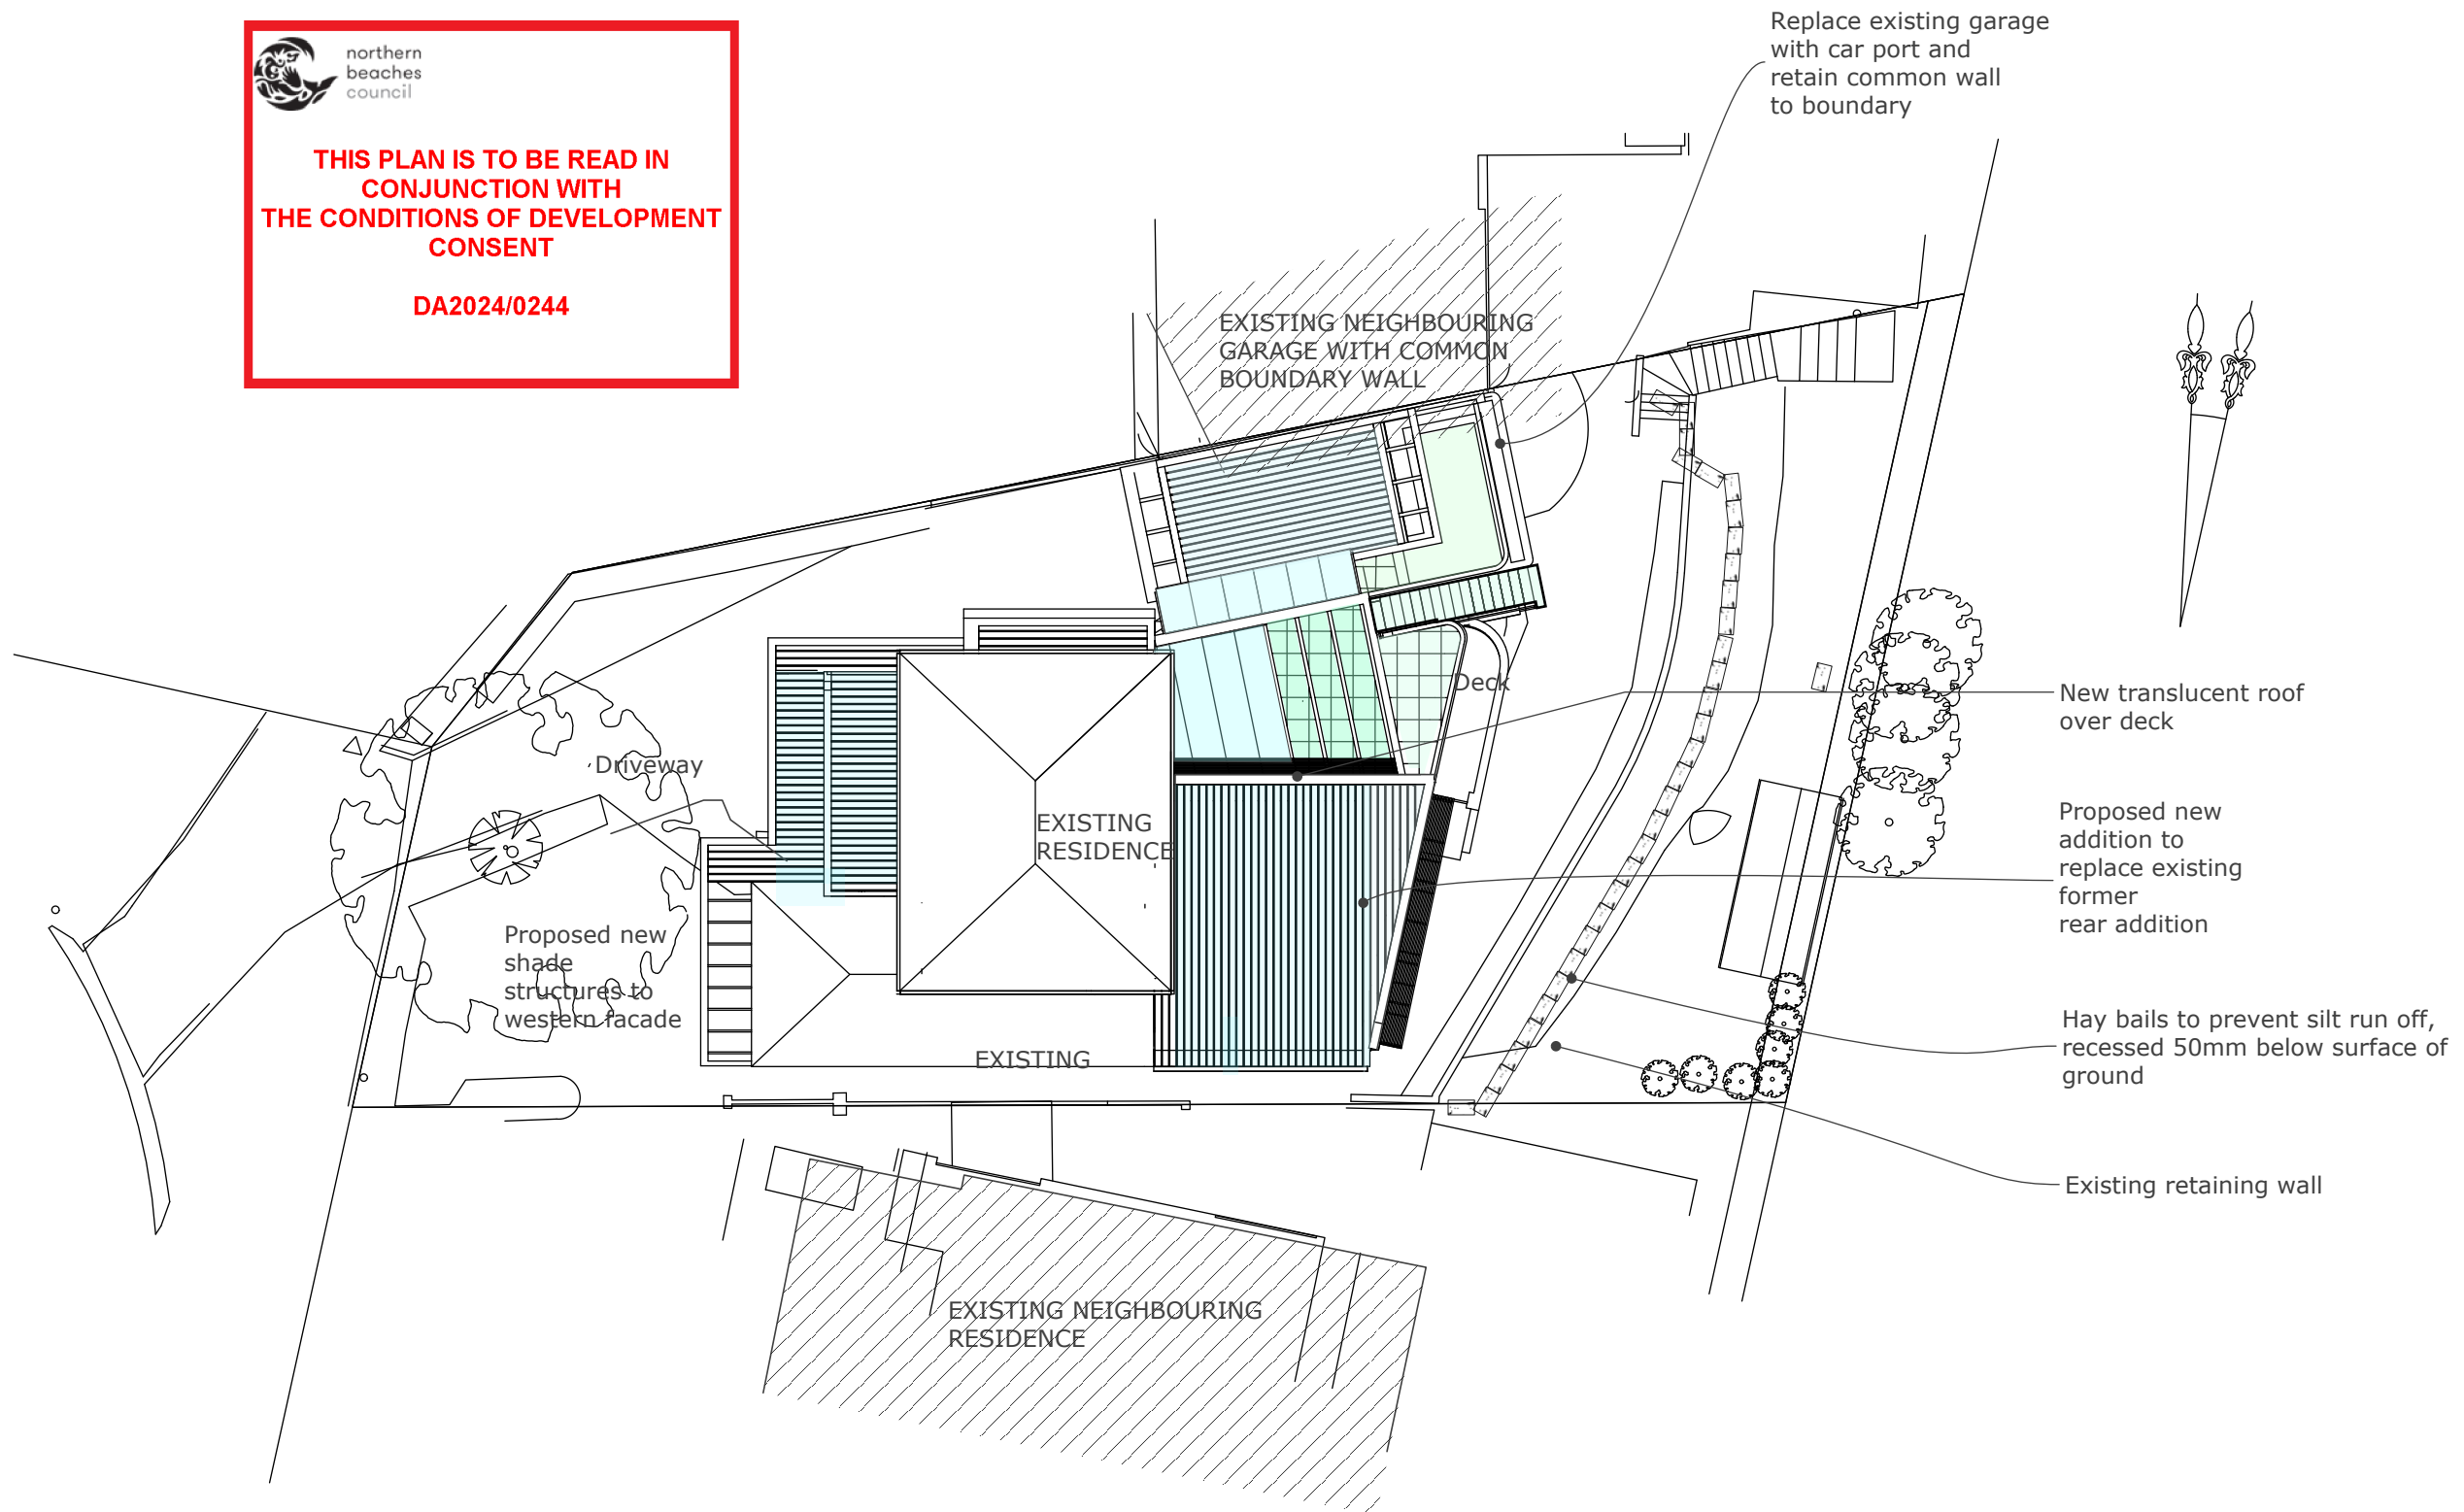 northern
beaches
council
THIS PLAN IS TO BE READ IN
CONJUNCTION WITH
THE CONDITIONS OF DEVELOPMENT
CONSENT
DA2024/0244
Replace existing garage
with car port and
retain common wall
to boundary
EXISTING NEIGHBOURING
GARAGE WITH COMMON
BOUNDARY WALL
Deck
New translucent roof
over deck
Driveway
EXISTING
RESIDENCE
Proposed new
addition to
replace existing
former
rear addition
Proposed new
shade
structures to
western facade
EXISTING
Hay bails to prevent silt run off,
recessed 50mm below surface of
ground
Existing retaining wall
EXISTING NEIGHBOURING
RESIDENCE